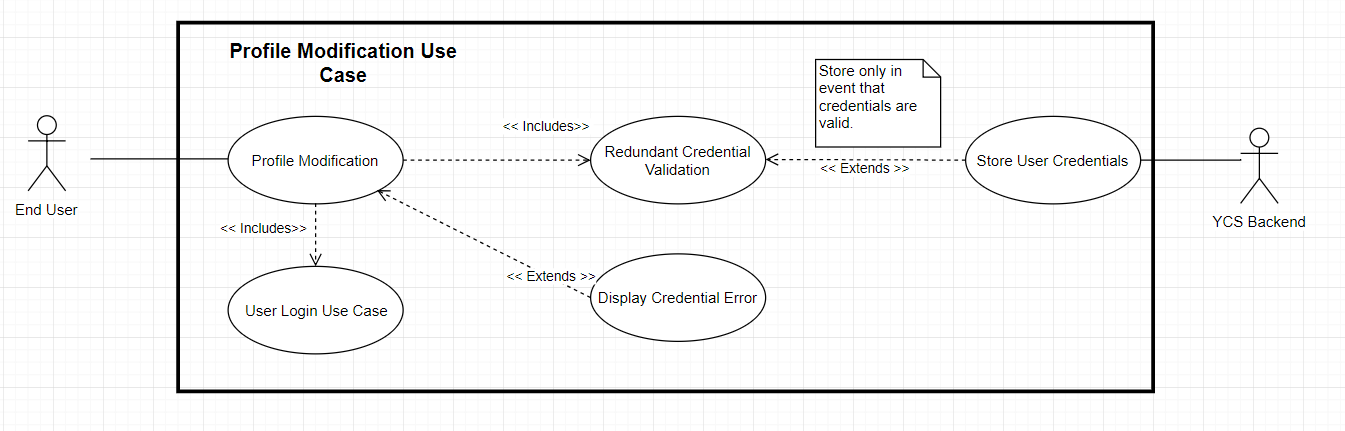 Profile Modification Use
Case
Store only in
event that
credentials are
valid.
<< Includes>>
Profile Modification
Redundant Credential
Validation
<< Extends >>
Store User Credentials
End User
YCS Backend
<< Includes>>
<< Extends >>
User Login Use Case
Display Credential Error